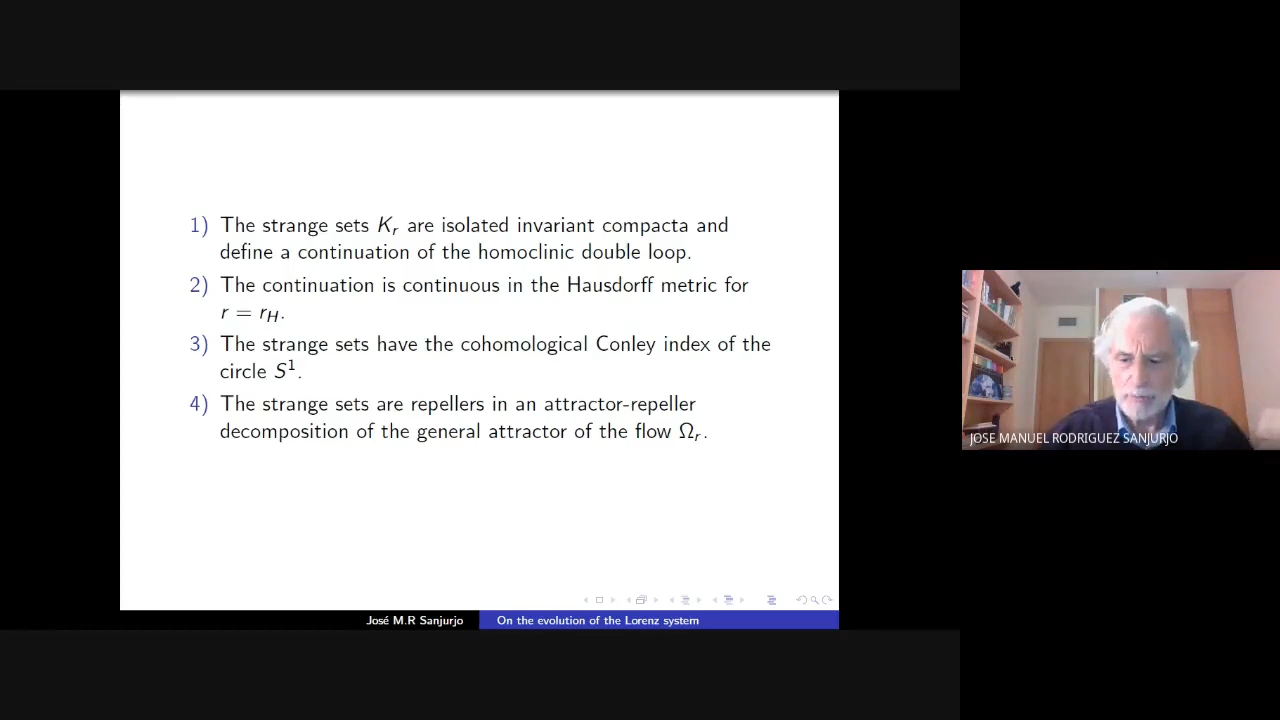 1) The strange sets Kᵣ are isolated invariant compacta and
define a continuation of the homoclinic double loop.
2) The continuation is continuous in the Hausdorff metric for
r = r_H.
3) The strange sets have the cohomological Conley index of the
circle S¹.
4) The strange sets are repellers in an attractor-repeller
decomposition of the general attractor of the flow Ωᵣ.
José M.R Sanjurjo On the evolution of the Lorenz system
JOSE MANUEL RODRIGUEZ SANJURJO